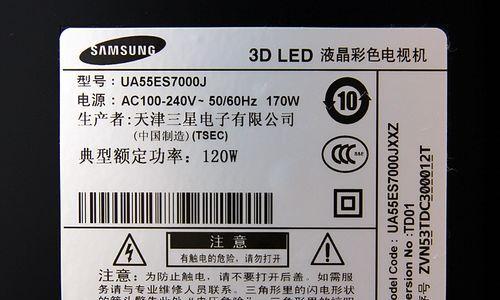 SAMSUNG
3D LED 液晶彩色电视机
型号: UA55ES7000J
电源: AC100-240V~ 50/60Hz 170W
生产者:天津三星电子有限公司
(中国制造) (TSEC)
典型额定功率: 120W
10
CCC
注意
有触电的危险,请勿打开
注意: 为防止触电,请不要打开后盖。如需服
务请与专业维修人员联系。三角形里的闪电形状
Model Code : UA55ES7000JXXZ
Version No :TD01
ZVN53TDC300012T